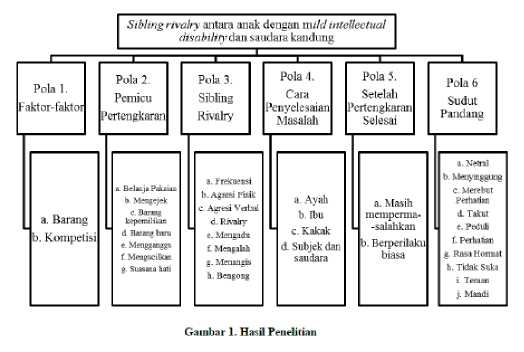 Sibling rivalry antara anak dengan mild intellectual
disability dan saudara kandung
Pola 1.
Faktor-faktor
Pola 2.
Pemicu
Pertengkaran
Pola 3.
Sibling
Rivalry
Pola 4.
Cara
Penyelesaian
Masalah
Pola 5.
Setelah
Pertengkaran
Selesai
Pola 6
Sudut
Pandang
a. Barang
b. Kompetisi
a. Belanja Pakaian
b. Mengejek
c. Barang
kepemilikan
d. Barang baru
e. Mengganggu
f. Mengucilkan
g. Suasana hati
a. Frekuensi
b. Agresi Fisik
c. Agresi Verbal
d. Rivalry
e. Mengadu
f. Mengalah
g. Menangis
h. Bengong
a. Ayah
b. Ibu
c. Kakak
d. Subjek dan
saudara
a. Masih
memperma-
-salahkan
b. Berperilaku
biasa
a. Netral
b. Menyinggung
c. Merebut
Perhatian
d. Takut
e. Peduli
f. Perhatian
g. Rasa Hormat
h. Tidak Suka
i. Teman
j. Mandi
Gambar 1. Hasil Penelitian